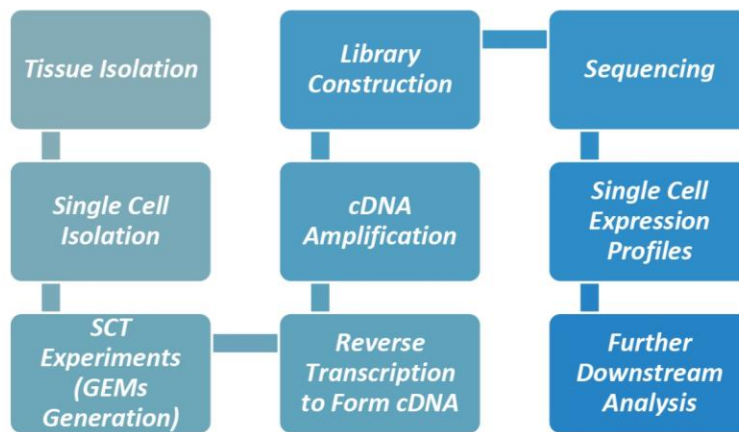 Tissue Isolation
Single Cell
Isolation
SCT
Experiments
(GEMs
Generation)
Reverse
Transcription
to Form cDNA
cDNA
Amplification
Library
Construction
Sequencing
Single Cell
Expression
Profiles
Further
Downstream
Analysis